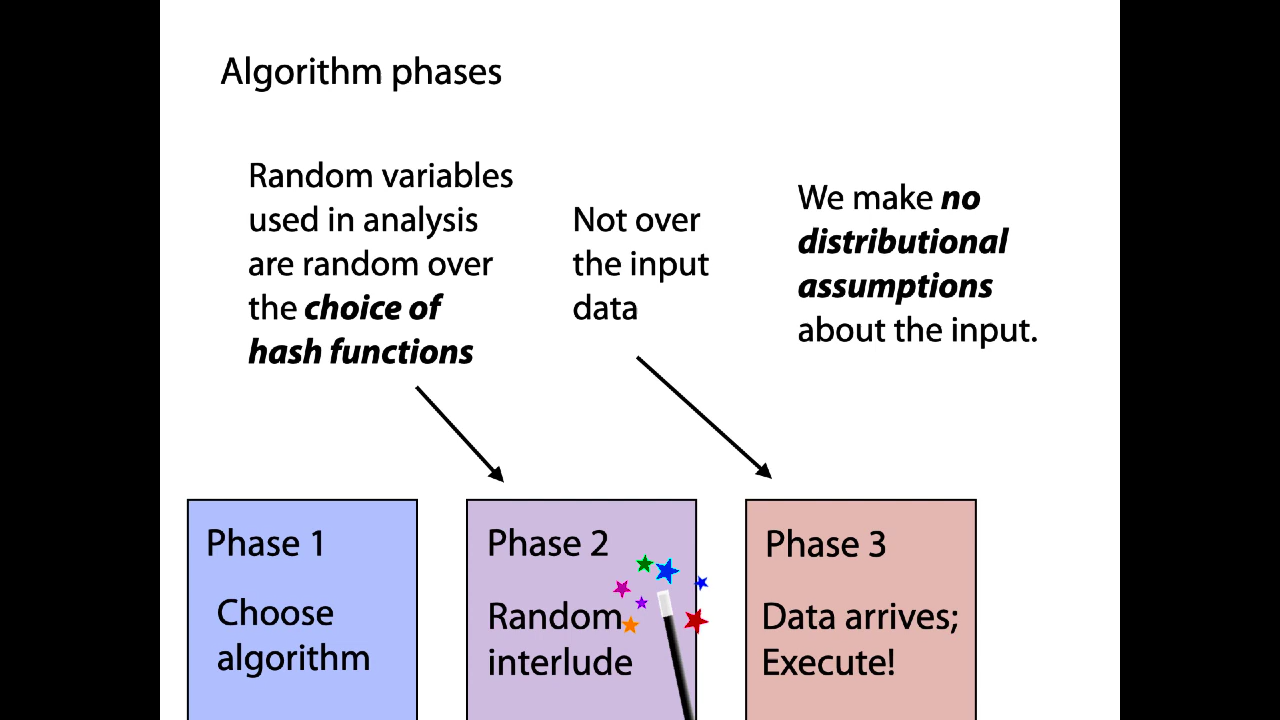 Algorithm phases
Random variables
used in analysis
are random over
the choice of
hash functions
Not over
the input
data
We make no
distributional
assumptions
about the input.
Phase 1
Choose
algorithm
Phase 2
Random
interlude
Phase 3
Data arrives;
Execute!